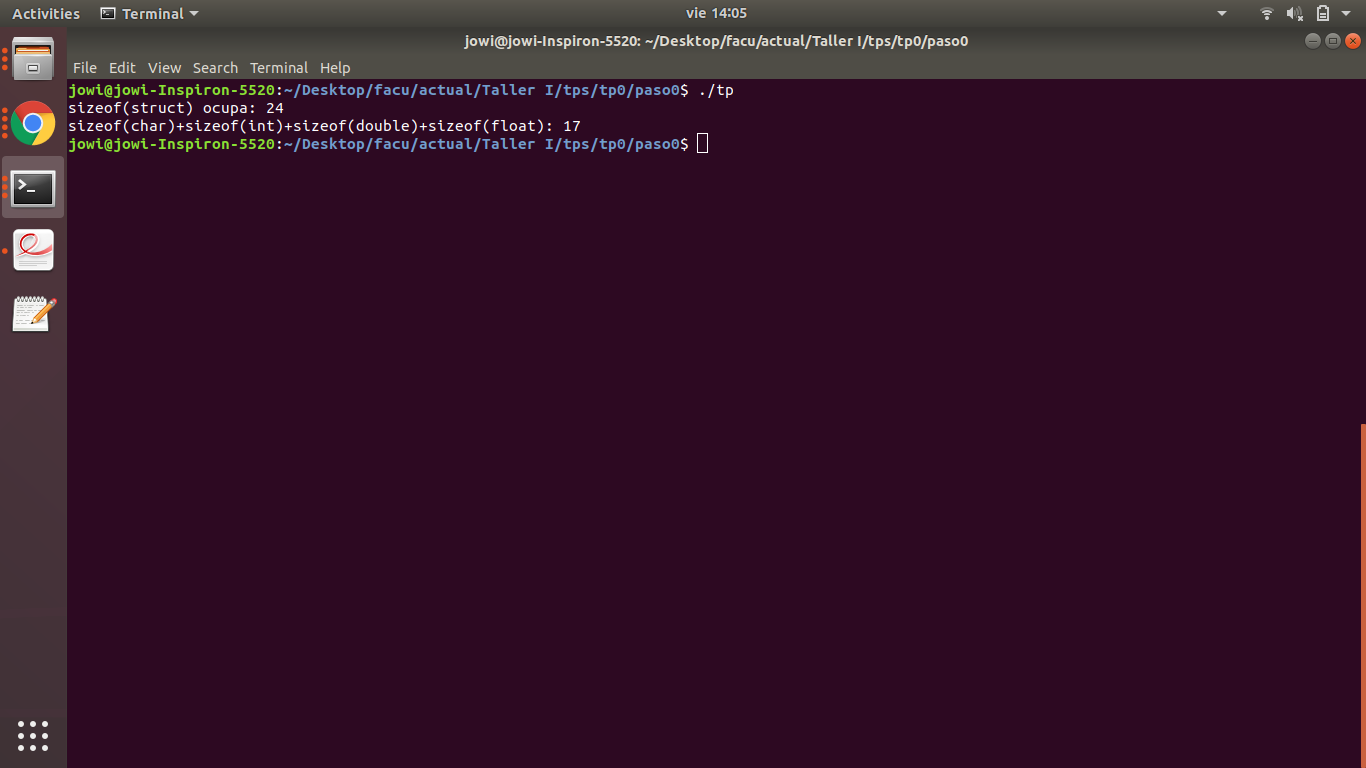 Activities
Terminal
vie 14:05
jowi@jowi-Inspiron-5520: ~/Desktop/facu/actual/Taller I/tps/tp0/paso0
File Edit View Search Terminal Help
jowi@jowi-Inspiron-5520:~/Desktop/facu/actual/Taller I/tps/tp0/paso0$ ./tp
sizeof(struct) ocupa: 24
sizeof(char)+sizeof(int)+sizeof(double)+sizeof(float): 17
jowi@jowi-Inspiron-5520:~/Desktop/facu/actual/Taller I/tps/tp0/paso0$